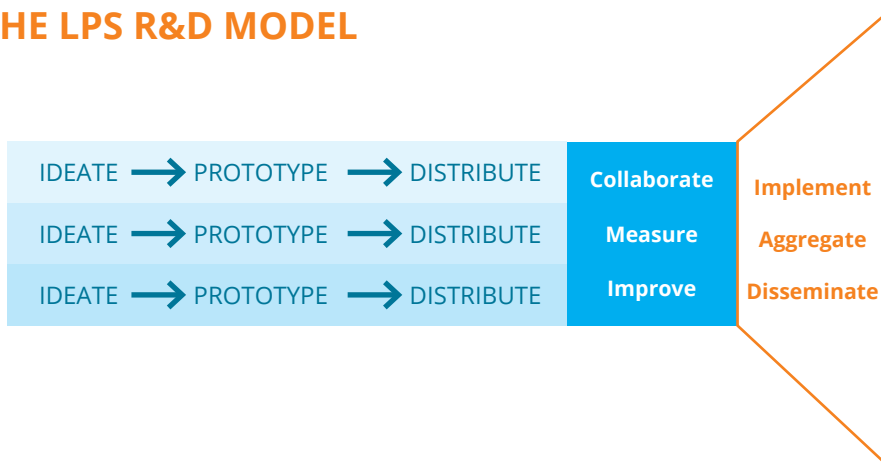 HE LPS R&D MODEL
IDEATE PROTOTYPE DISTRIBUTE
IDEATE PROTOTYPE DISTRIBUTE
IDEATE PROTOTYPE DISTRIBUTE
Collaborate
Measure
Improve
Implement
Aggregate
Disseminate